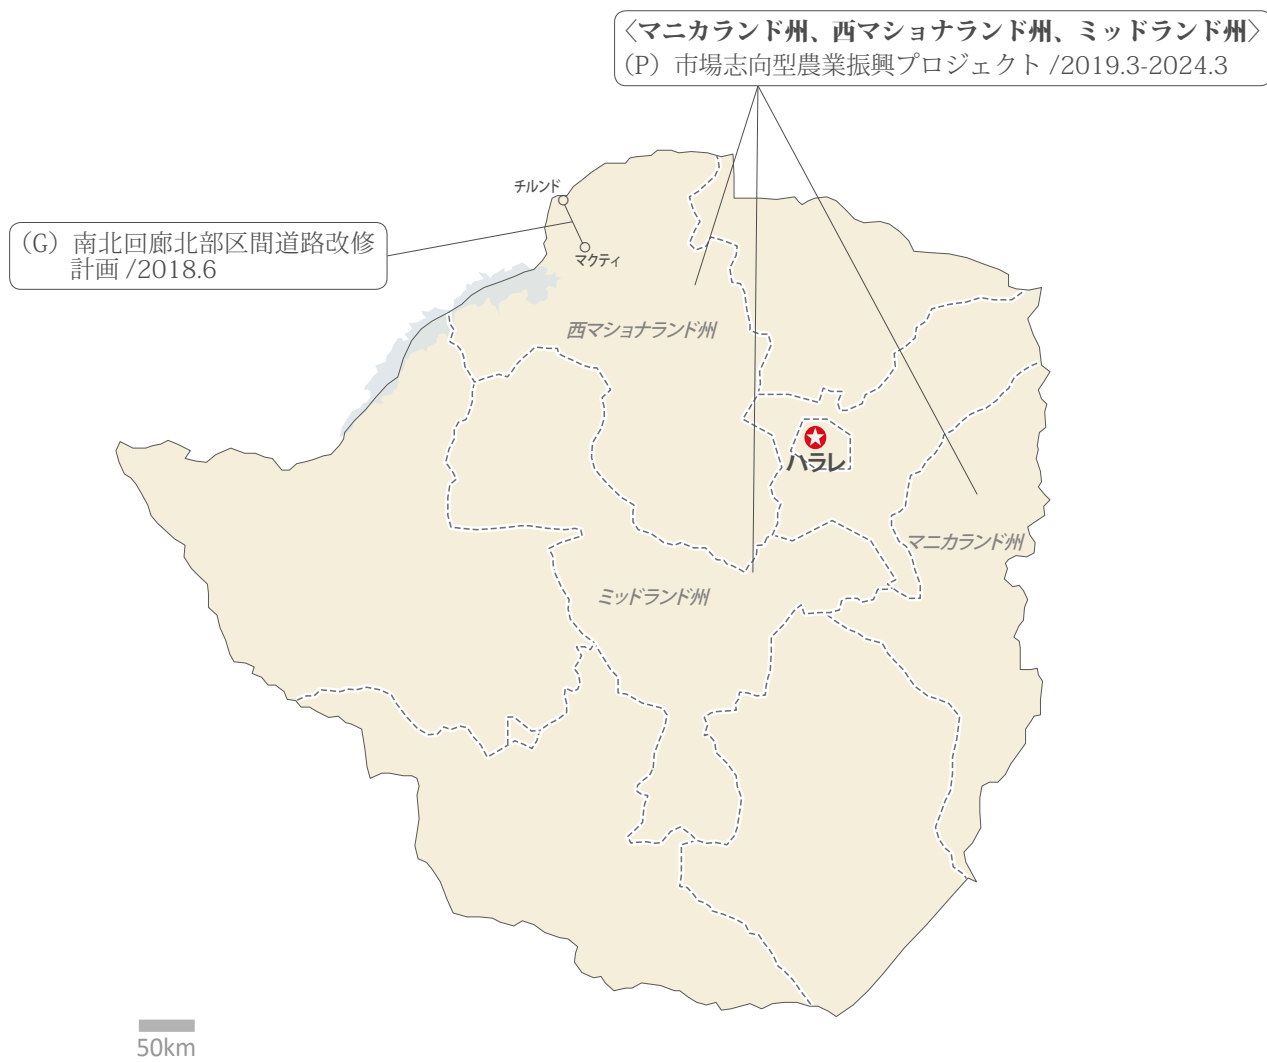 〈マニカランド州、西マショナランド州、ミッドランド州〉
（P）市場志向型農業振興プロジェクト /2019.3-2024.3
チルンド
（G）南北回廊北部区間道路改修
計画 /2018.6
マクティ
西マショナランド州
ハラレ
マニカランド州
ミッドランド州
50km